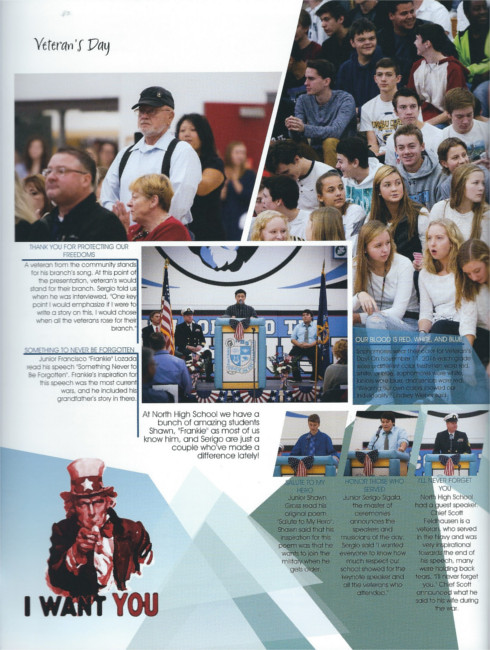 Veteran's Day
THANK YOU FOR PROTECTING OUR
FREEDOMS
A veteran from the community stands
for his branch's song. At this point of
the presentation, veteran's would
stand for their branch. Sergio told us
when he was interviewed, "One key
point I would emphasize if I were to
write a story on this, I would chose
when all the veterans rose for their
branch."
SOMETHING TO NEVER BE FORGOTTEN
Junior Francisco "Frankie" Lozada
read his speech "Something Never to
Be Forgotten". Frankie's inspiration for
this speech was the most current
wars, and he included his
grandfather's story in there.
At North High School we have a
bunch of amazing students
Shawn, "Frankie" as most of us
know him, and Serigo are just a
couple who've made a
difference lately!
OUR BLOOD IS RED, WHITE, AND BLUE
SALUTE TO MY
HERO
Junior Shawn
Gross read his
original poem
"Salute to My Hero".
Shawn said that his
inspiration for this
poem was that he
wants to join the
military when he
gets older.
HONOR THOSE WHO
SERVED
Junior Serigo Sigala,
the master of
ceremonies
announces the
speakers and
musicians of the day.
Sergio said "I wanted
everyone to know how
much respect our
school showed for the
keynote speaker and
all the veterans who
attended."
I'LL NEVER FORGET
YOU
North High School
had a guest speaker.
Chief Scott
Feldhausen is a
veteran, who served
in the Navy and was
very inspirational.
Towards the end of
his speech, many
were holding back
tears. "I'll never forget
you." Chief Scott
announced what he
said to his wife during
the war.
I WANT YOU